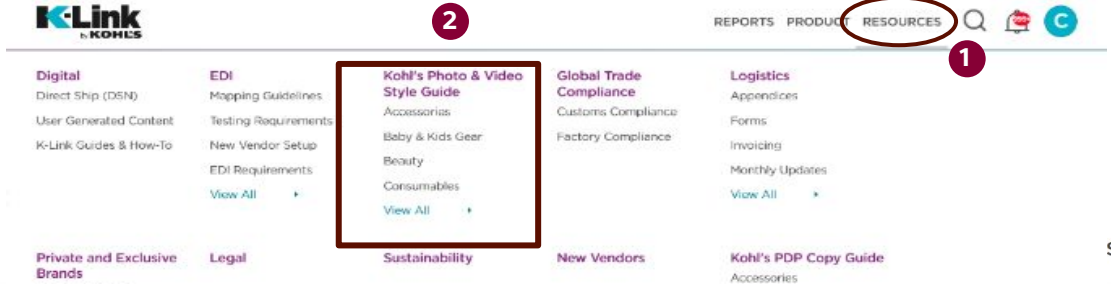 K-Link
by KOHL'S
2
REPORTS PRODUCT RESOURCES
C
1
Digital
Direct Ship (DSN)
User Generated Content
K-Link Guides & How-To
EDI
Mapping Guidelines
Testing Requirements
New Vendor Setup
EDI Requirements
View All
Kohl's Photo & Video
Style Guide
Accessories
Baby & Kids Gear
Beauty
Consumables
View All
Global Trade
Compliance
Customs Compliance
Factory Compliance
Logistics
Appendices
Forms
Invoicing
Monthly Updates
View All
Private and Exclusive
Brands
Legal
Sustainability
New Vendors
Kohl's PDP Copy Guide
Accessories